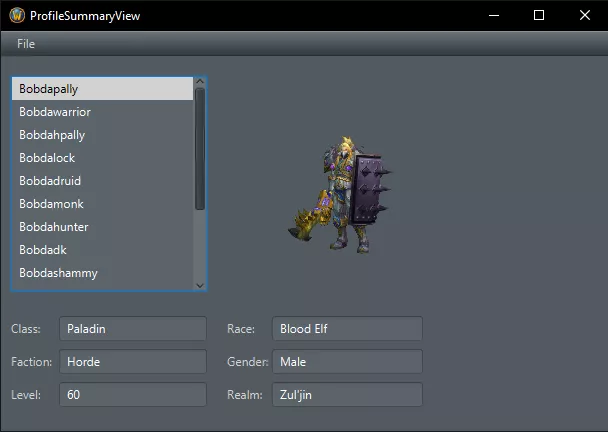 ProfileSummaryView
File
Bobdapally
Bobdawarrior
Bobdahpally
Bobdalock
Bobdadruid
Bobdamonk
Bobdahunter
Bobdadk
Bobdashammy
Class: Paladin Race: Blood Elf
Faction: Horde Gender: Male
Level: 60 Realm: Zul'jin